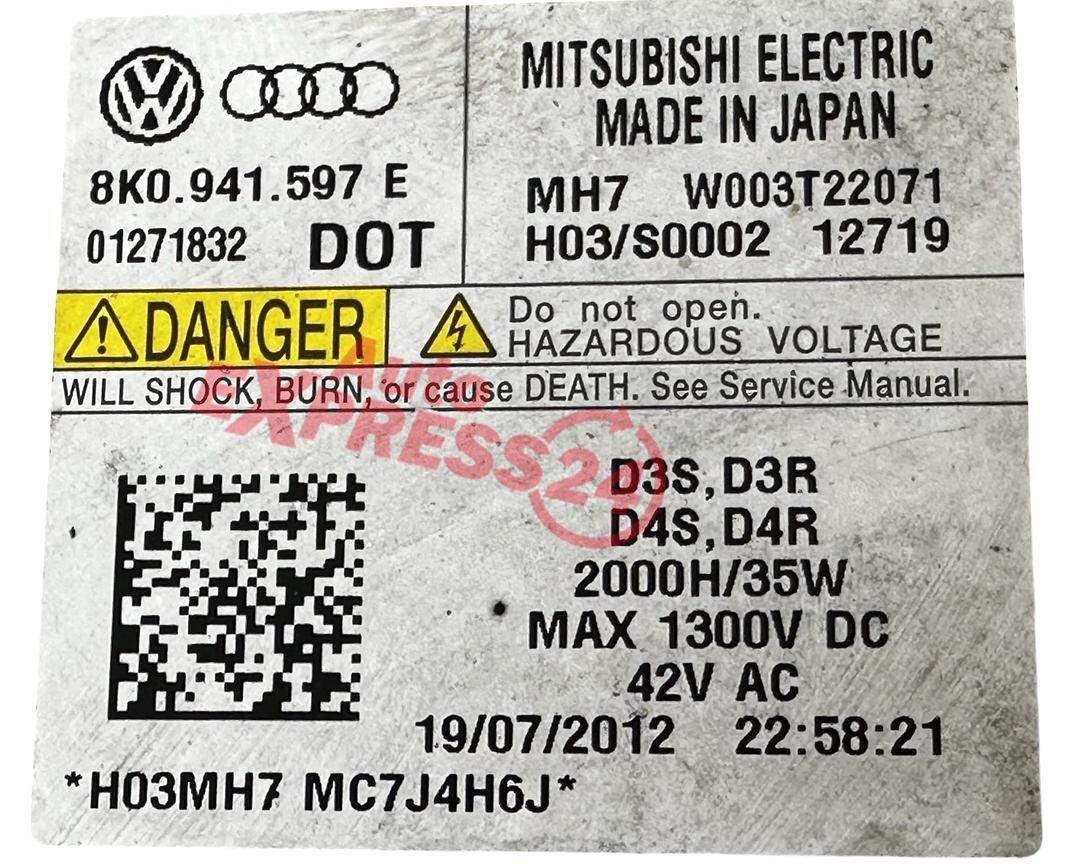 8K0.941.597 E
01271832 DOT
MITSUBISHI ELECTRIC
MADE IN JAPAN
MH7 W003T22071
H03/S0002 12719
DANGER
Do not open.
HAZARDOUS VOLTAGE
WILL SHOCK, BURN, or cause DEATH. See Service Manual.
Auto
EXPRESS24
D3S,D3R
D4S,D4R
2000H/35W
MAX 1300V DC
42V AC
19/07/2012 22:58:21
*H03MH7 MC7J4H6J*